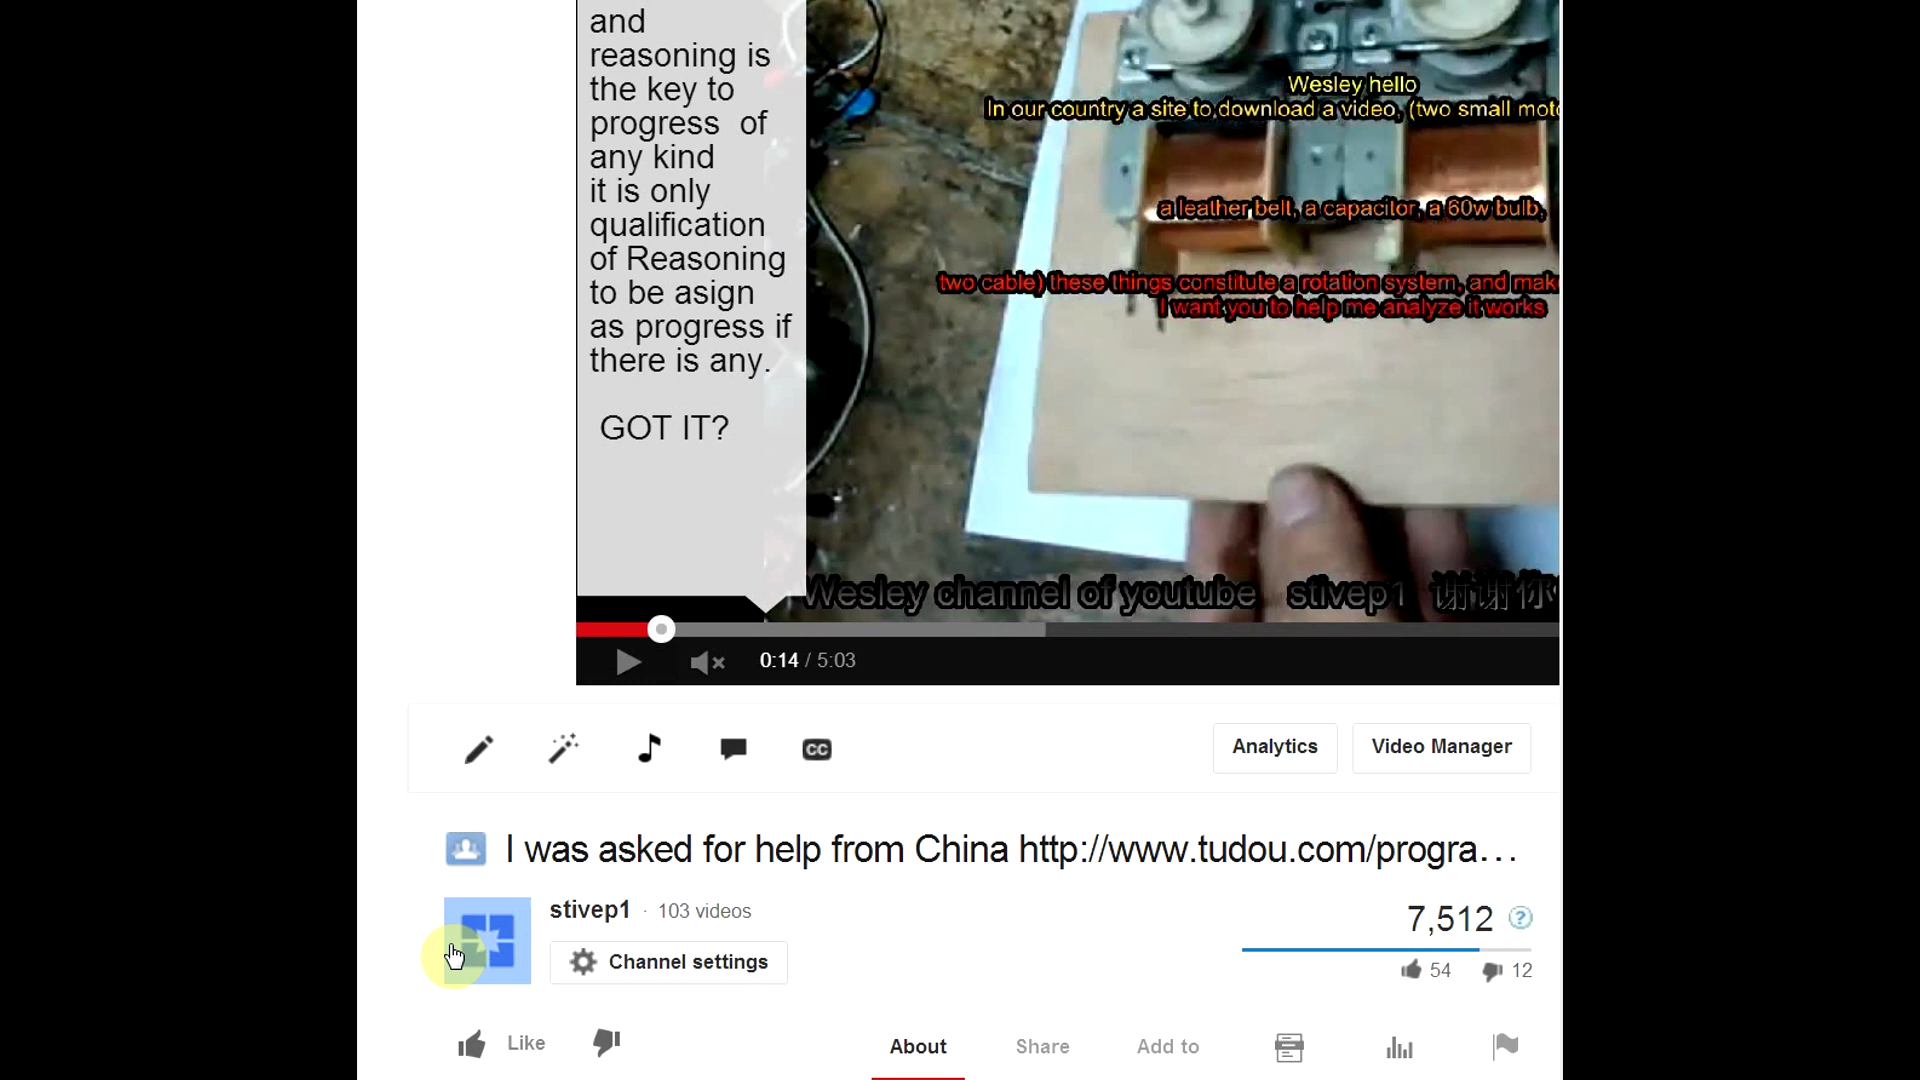 and
reasoning is
the key to
progress of
any kind
it is only
qualification
of Reasoning
to be asign
as progress if
there is any.
GOT IT?
Wesley hello
In our country a site to download a video, (two small moto
a leather belt, a capacitor, a 60w bulb,
two cable) these things constitute a rotation system, and make
I want you to help me analyze it works
Wesley channel of youtube stivep1 谢谢你
0:14 / 5:03
CC
Analytics
Video Manager
I was asked for help from China http://www.tudou.com/progra...
stivep1 · 103 videos
Channel settings
7,512 ?
54
12
Like
About
Share
Add to